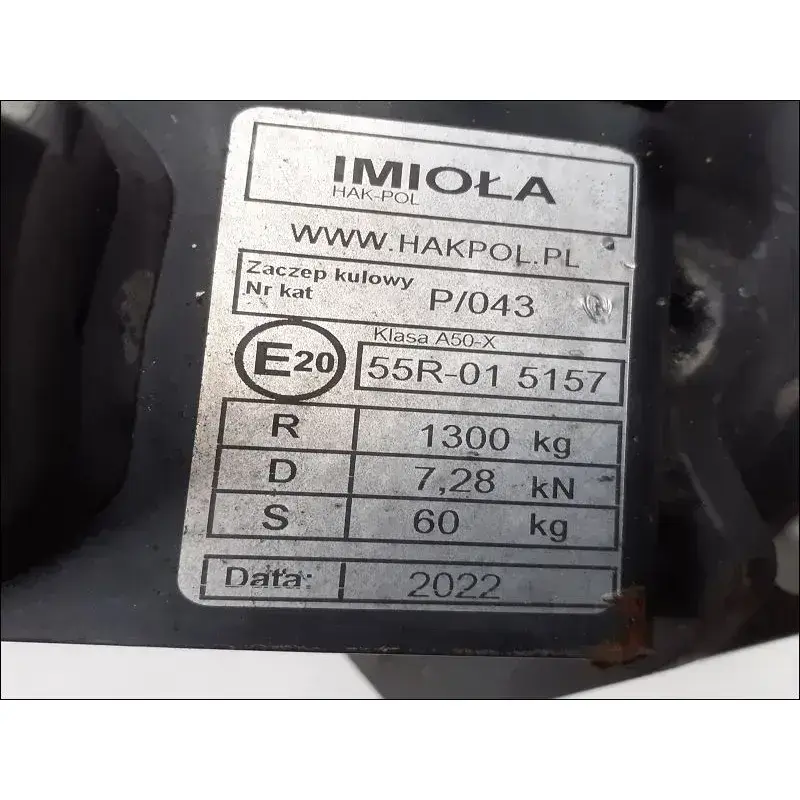 IMIOŁA
HAK-POL
WWW.HAKPOL.PL
Zaczep kulowy
Nr kat P/043
Klasa A50-X
E20 55R-01 5157
R 1300 kg
D 7,28 kN
S 60 kg
Data: 2022